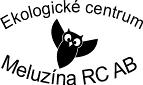 Ekologické centrum
Meluzína RC AB